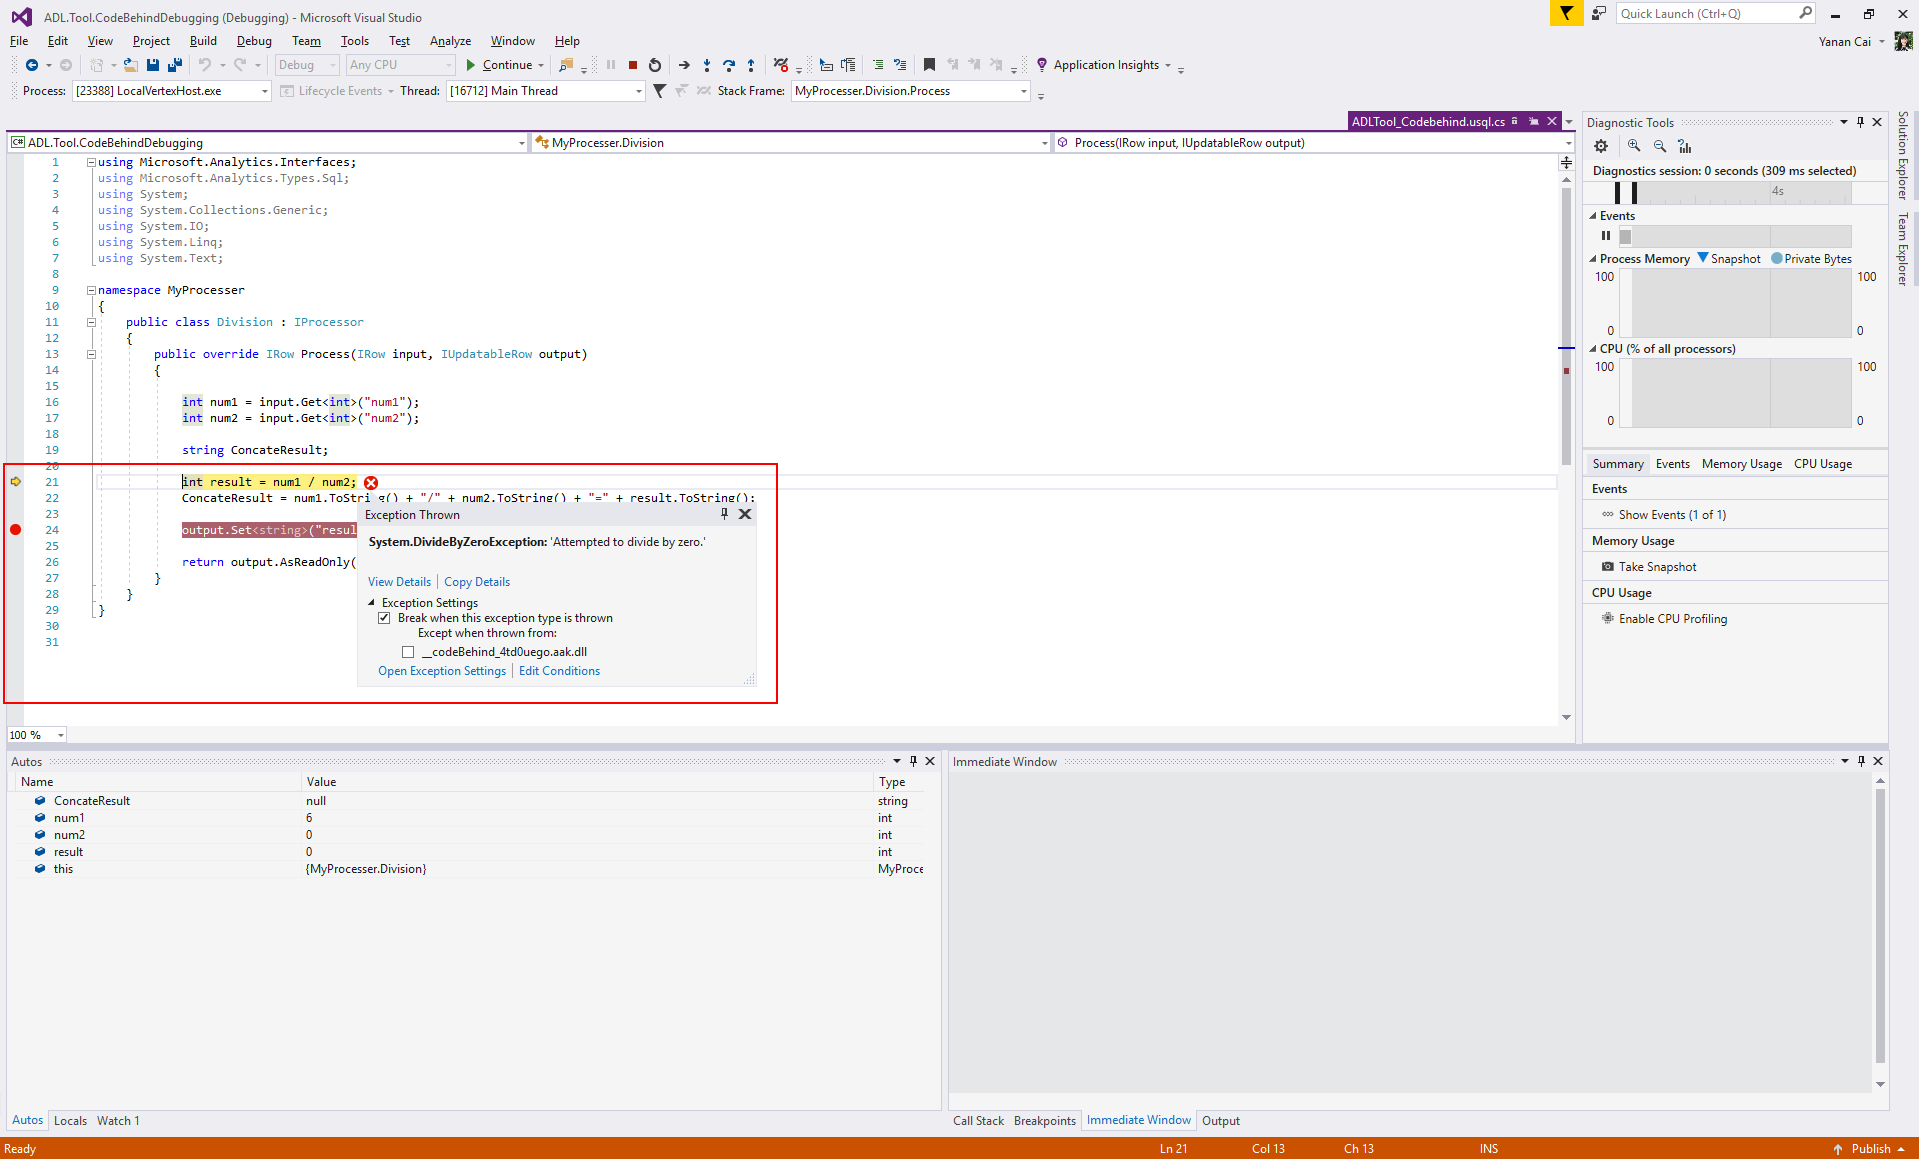 ADL.Tool.CodeBehindDebugging (Debugging) - Microsoft Visual Studio
Quick Launch (Ctrl+Q)
File Edit View Project Build Debug Team Tools Test Analyze Window Help
Yanan Cai
Debug Any CPU Continue Application Insights
Process: [23388] LocalVertexHost.exe Lifecycle Events Thread: [16712] Main Thread Stack Frame: MyProcesser.Division.Process
ADLTool_Codebehind.usql.cs
C# ADL.Tool.CodeBehindDebugging MyProcesser.Division Process(IRow input, IUpdatableRow output)
1 using Microsoft.Analytics.Interfaces;
2 using Microsoft.Analytics.Types.Sql;
3 using System;
4 using System.Collections.Generic;
5 using System.IO;
6 using System.Linq;
7 using System.Text;
8
9 namespace MyProcesser
10 {
11 public class Division : IProcessor
12 {
13 public override IRow Process(IRow input, IUpdatableRow output)
14 {
15
16 int num1 = input.Get<int>("num1");
17 int num2 = input.Get<int>("num2");
18
19 string ConcateResult;
20
21 int result = num1 / num2;
22 ConcateResult = num1.ToString() + "/" + num2.ToString() + "=" + result.ToString();
23
24 output.Set<string>("resul
25
26 return output.AsReadOnly(
27 }
28 }
29 }
30
31
Exception Thrown
System.DivideByZeroException: 'Attempted to divide by zero.'
View Details Copy Details
Exception Settings
Break when this exception type is thrown
Except when thrown from:
__codeBehind_4td0uego.aak.dll
Open Exception Settings Edit Conditions
100 %
Diagnostic Tools
Diagnostics session: 0 seconds (309 ms selected)
4s
Events
Process Memory Snapshot Private Bytes
100 100
0 0
CPU (% of all processors)
100 100
0 0
Summary Events Memory Usage CPU Usage
Events
Show Events (1 of 1)
Memory Usage
Take Snapshot
CPU Usage
Enable CPU Profiling
Solution Explorer
Team Explorer
Autos
Name Value Type
ConcateResult null string
num1 6 int
num2 0 int
result 0 int
this {MyProcesser.Division} MyProce
Autos Locals Watch 1
Immediate Window
Call Stack Breakpoints Immediate Window Output
Ready Ln 21 Col 13 Ch 13 INS Publish